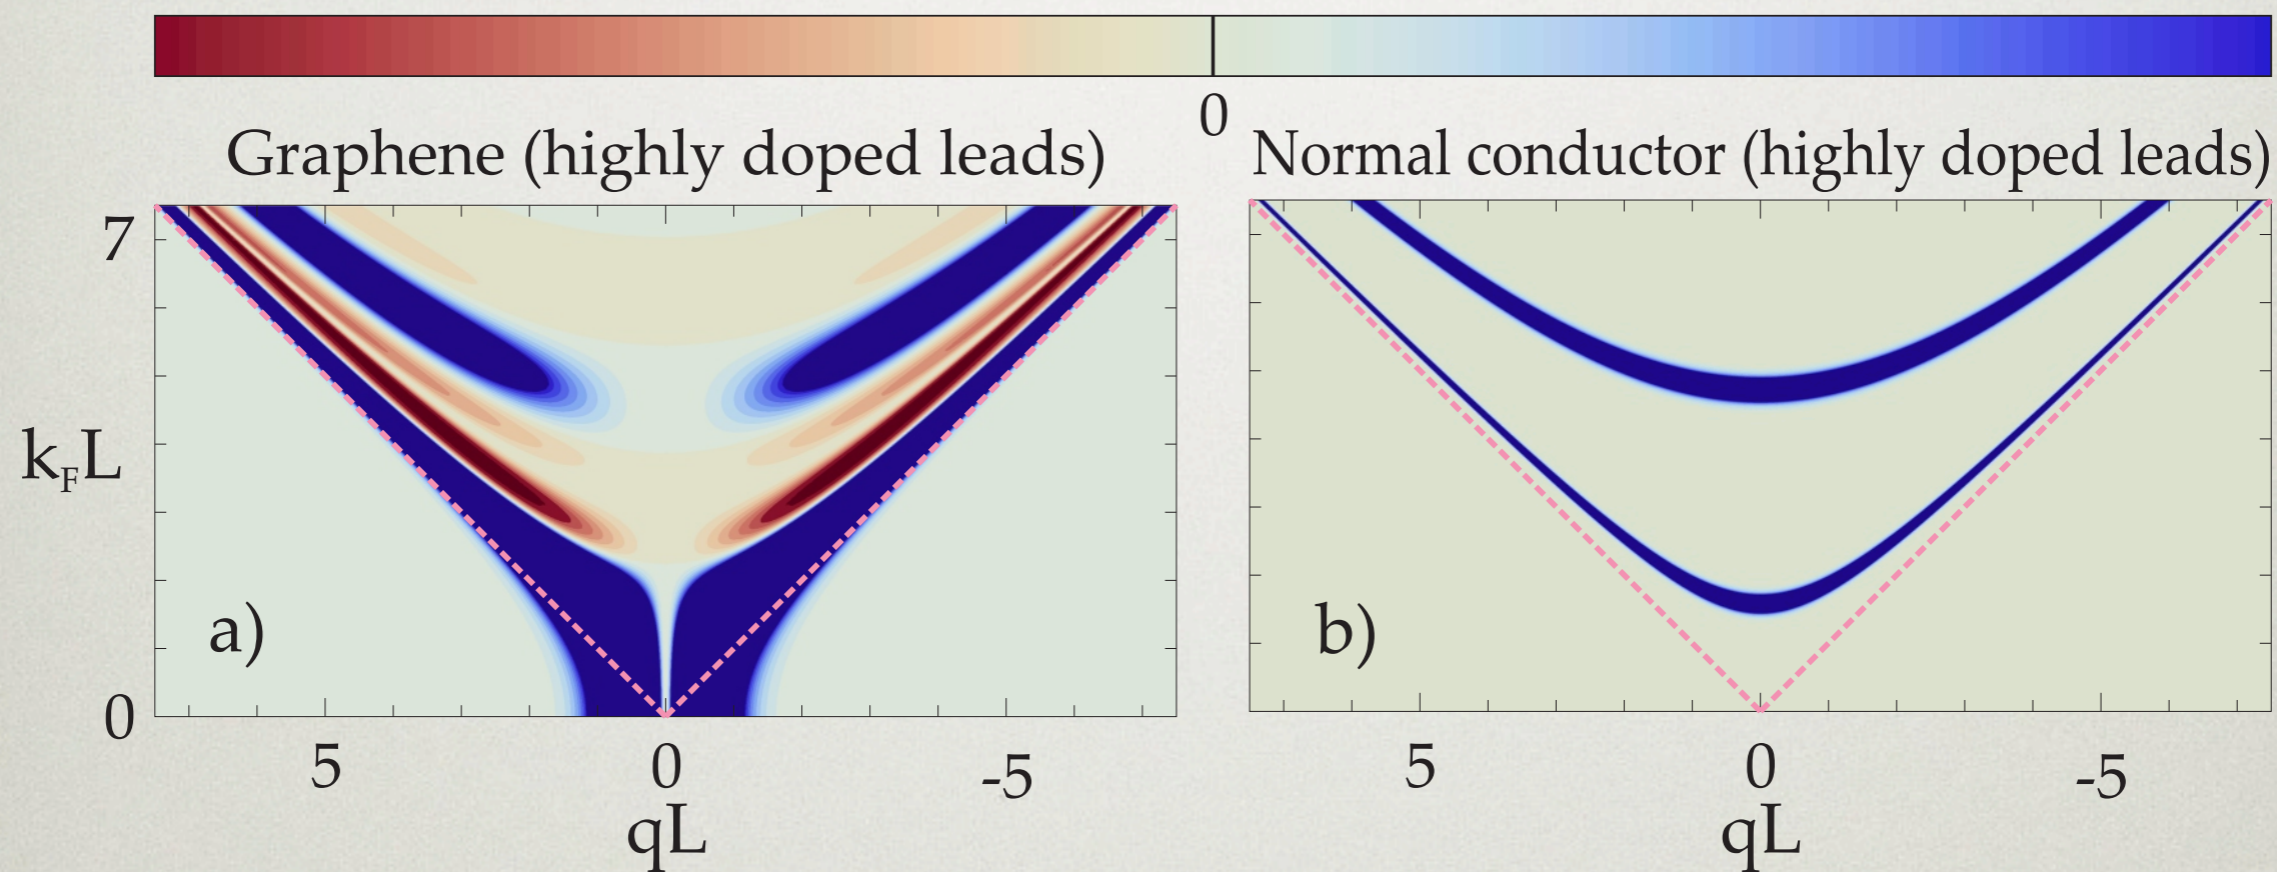 0
Graphene (highly doped leads)
Normal conductor (highly doped leads)
7
k_FL
0
a)
b)
5 0 -5
qL
5 0 -5
qL